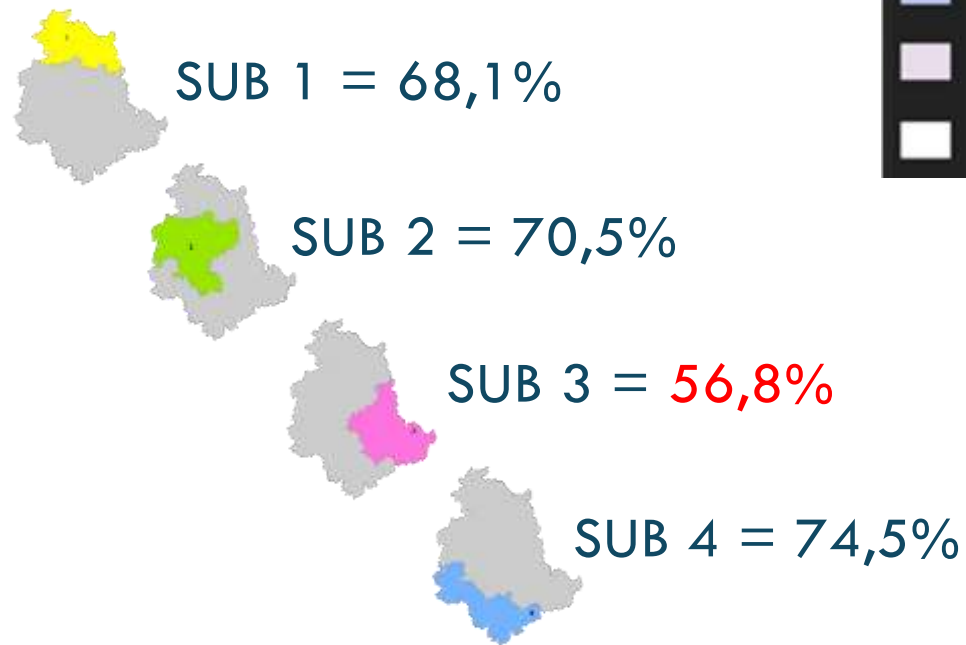 SUB 1 = 68,1%
SUB 2 = 70,5%
SUB 3 = 56,8%
SUB 4 = 74,5%